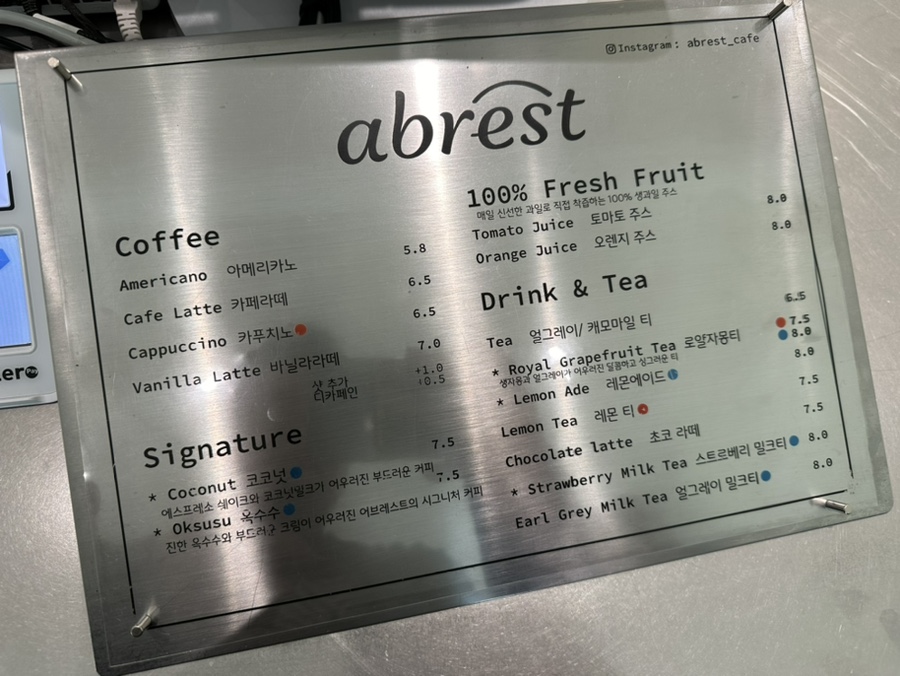 Instagram : abrest_cafe
abrest
Coffee
Americano 아메리카노 5.8
Cafe Latte 카페라떼 6.5
Cappuccino 카푸치노 6.5
Vanilla Latte 바닐라라떼 7.0
샷 추가 +1.0
디카페인 +0.5
Signature
* Coconut 코코넛 7.5
에스프레소 쉐이크와 코코넛밀크가 어우러진 부드러운 커피
* Oksusu 옥수수 7.5
진한 옥수수와 부드러운 크림이 어우러진 어브레스트의 시그니처 커피
100% Fresh Fruit
매일 신선한 과일로 직접 착즙하는 100% 생과일 주스
Tomato Juice 토마토 주스 8.0
Orange Juice 오렌지 주스 8.0
Drink & Tea
Tea 얼그레이/ 캐모마일 티 6.5
* Royal Grapefruit Tea 로얄자몽티 7.5 8.0
생자몽과 얼그레이가 어우러진 달콤하고 싱그러운 티
* Lemon Ade 레몬에이드 8.0
Lemon Tea 레몬 티 7.5
Chocolate latte 초코 라떼 7.5
* Strawberry Milk Tea 스트로베리 밀크티 8.0
Earl Grey Milk Tea 얼그레이 밀크티 8.0